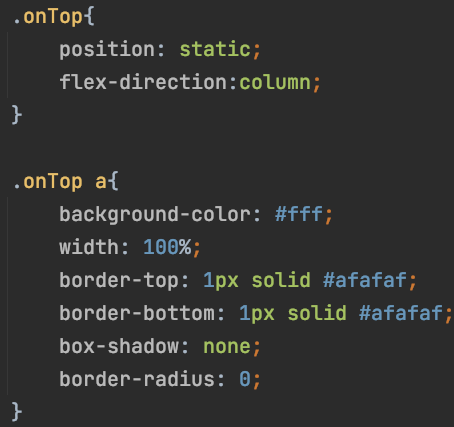 .onTop{
    position: static;
    flex-direction:column;
}

.onTop a{
    background-color: #fff;
    width: 100%;
    border-top: 1px solid #afafaf;
    border-bottom: 1px solid #afafaf;
    box-shadow: none;
    border-radius: 0;
}